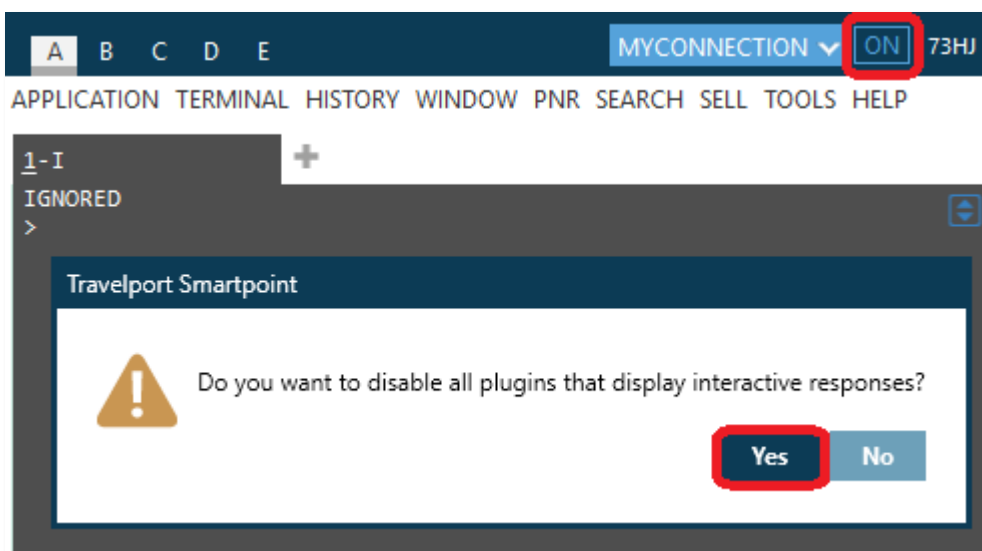 A B C D E MYCONNECTION ON 73HJ
APPLICATION TERMINAL HISTORY WINDOW PNR SEARCH SELL TOOLS HELP
1-I
IGNORED
>
Travelport Smartpoint
Do you want to disable all plugins that display interactive responses?
Yes No